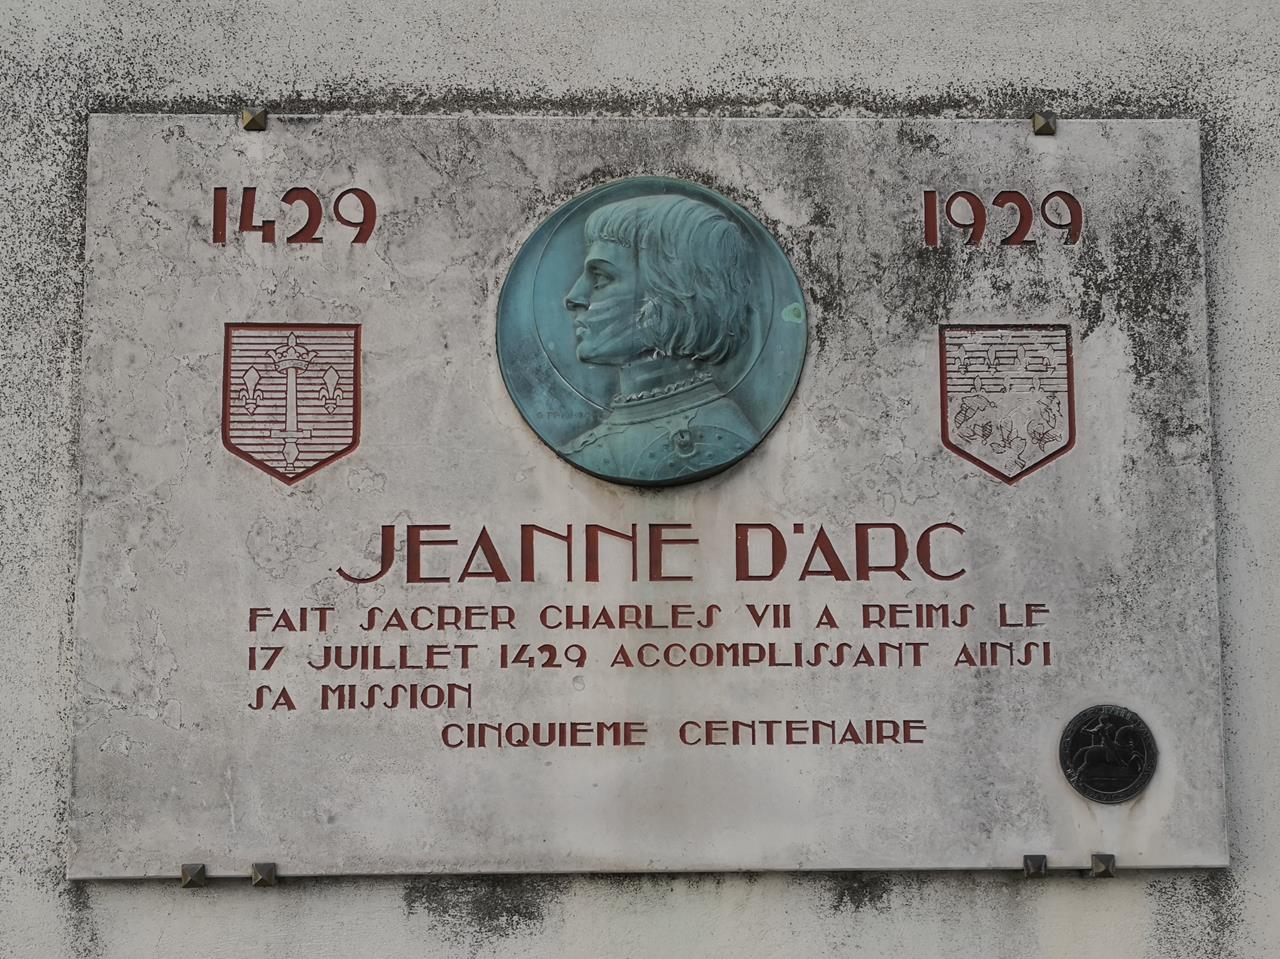 1429 1929
JEANNE D'ARC
FAIT SACRER CHARLES VII A REIMS LE
17 JUILLET 1429 ACCOMPLISSANT AINSI
SA MISSION
CINQUIEME CENTENAIRE